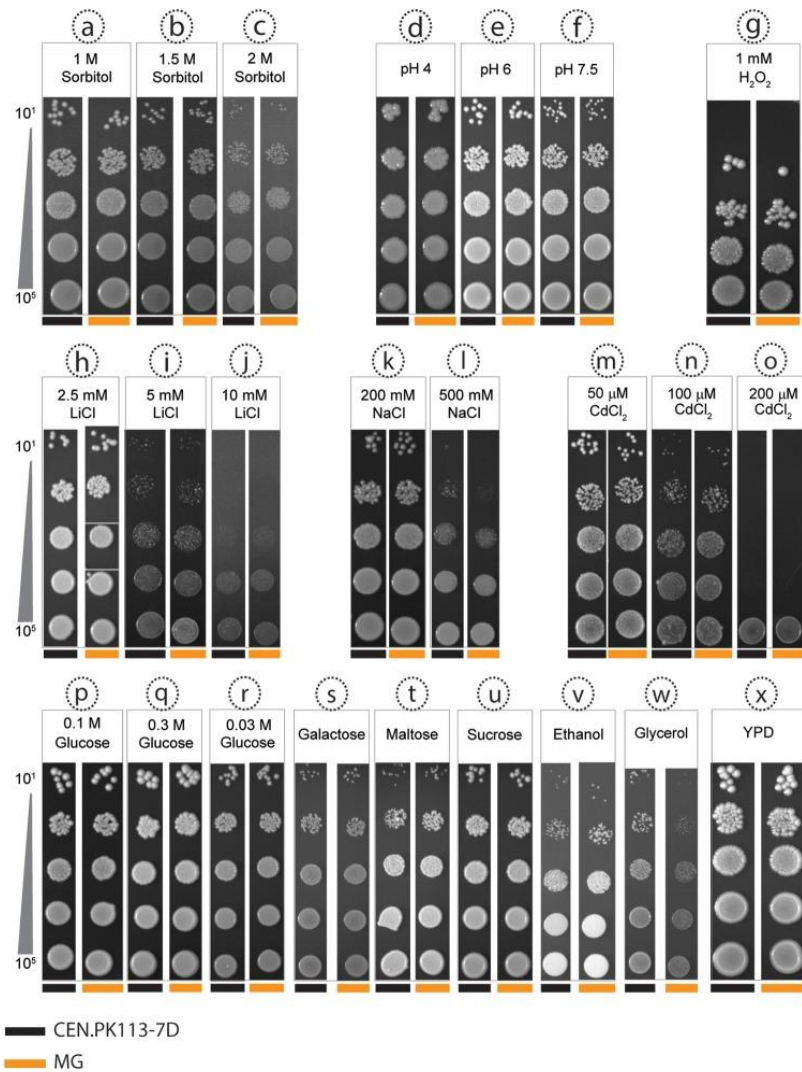 a b c d e f g
1 M Sorbitol 1.5 M Sorbitol 2 M Sorbitol pH 4 pH 6 pH 7.5 1 mM H₂O₂
10¹
10⁵
h i j k l m n o
2.5 mM LiCl 5 mM LiCl 10 mM LiCl 200 mM NaCl 500 mM NaCl 50 µM CdCl₂ 100 µM CdCl₂ 200 µM CdCl₂
10¹
10⁵
p q r s t u v w x
0.1 M Glucose 0.3 M Glucose 0.03 M Glucose Galactose Maltose Sucrose Ethanol Glycerol YPD
10¹
10⁵
CEN.PK113-7D
MG